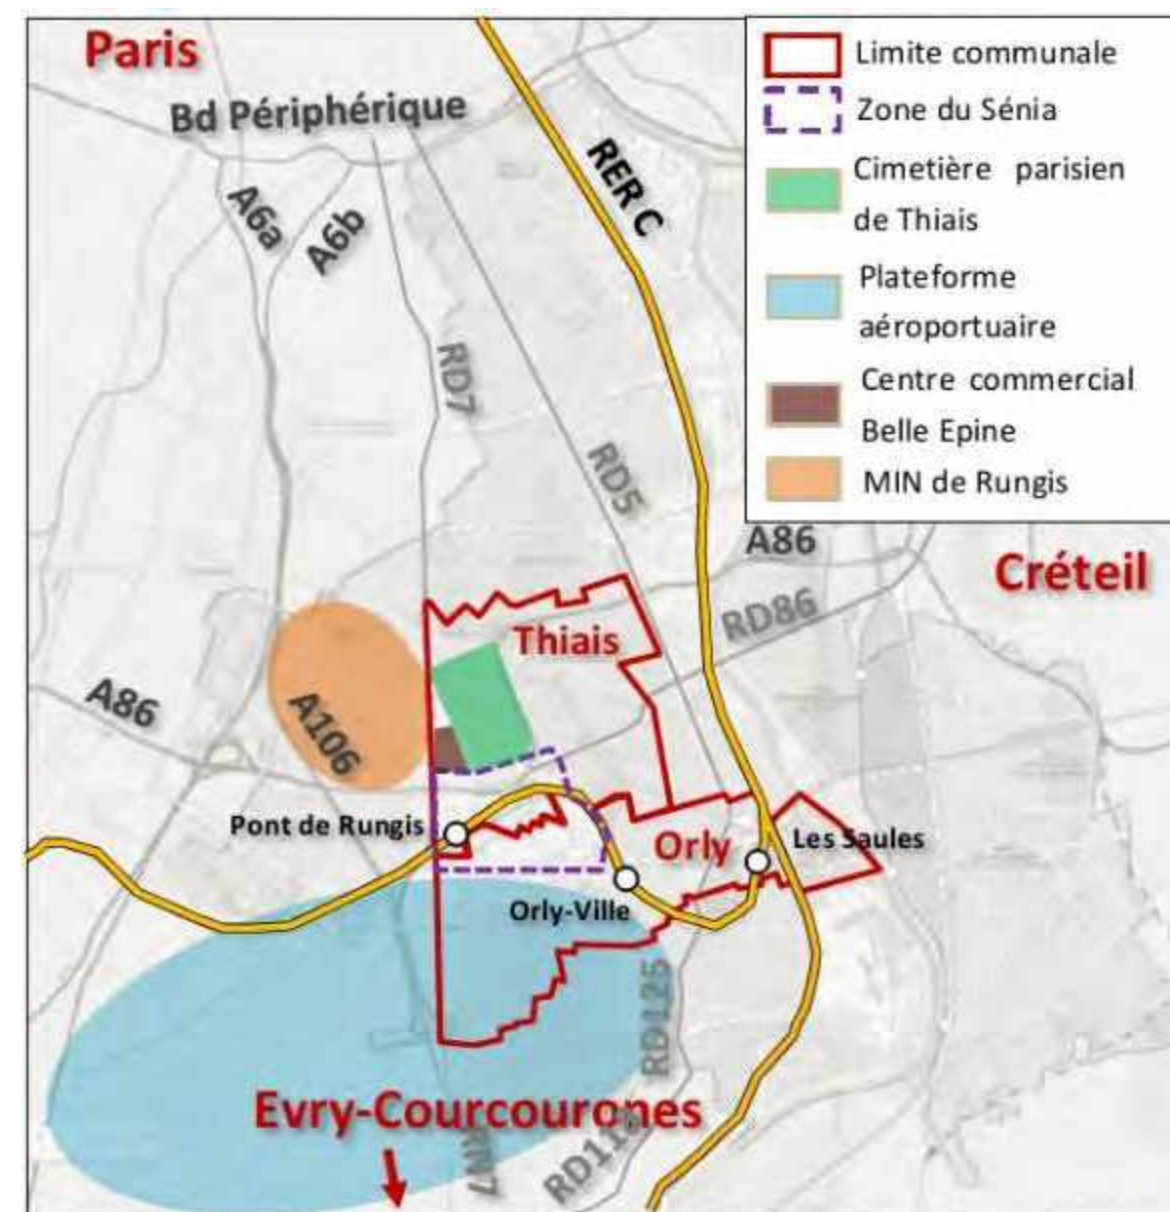 Paris
Bd Périphérique
A6a
A6b
RER C
RD7
RD5
Limite communale
Zone du Sénia
Cimetière parisien
de Thiais
Plateforme
aéroportuaire
Centre commercial
Belle Epine
MIN de Rungis
A86
Créteil
RD86
Thiais
A86
A106
Pont de Rungis
Orly
Les Saules
Orly-Ville
RD125
Evry-Courcourones